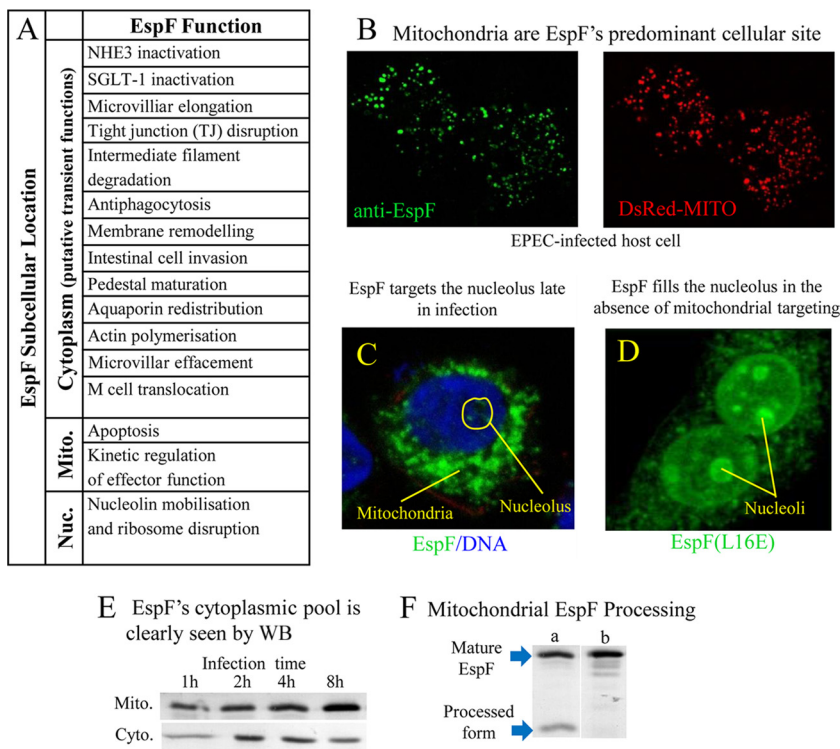 A
EspF Function
EspF Subcellular Location
Cytoplasm (putative transient functions)
NHE3 inactivation
SGLT-1 inactivation
Microvilliar elongation
Tight junction (TJ) disruption
Intermediate filament
degradation
Antiphagocytosis
Membrane remodelling
Intestinal cell invasion
Pedestal maturation
Aquaporin redistribution
Actin polymerisation
Microvillar effacement
M cell translocation
Mito.
Apoptosis
Kinetic regulation
of effector function
Nuc.
Nucleolin mobilisation
and ribosome disruption
B Mitochondria are EspF's predominant cellular site
anti-EspF
DsRed-MITO
EPEC-infected host cell
EspF targets the nucleolus late
in infection
C
Mitochondria
Nucleolus
EspF/DNA
EspF fills the nucleolus in the
absence of mitochondrial targeting
D
Nucleoli
EspF(L16E)
E EspF's cytoplasmic pool is
clearly seen by WB
Infection time
1h 2h 4h 8h
Mito.
Cyto.
F Mitochondrial EspF Processing
a b
Mature
EspF
Processed
form